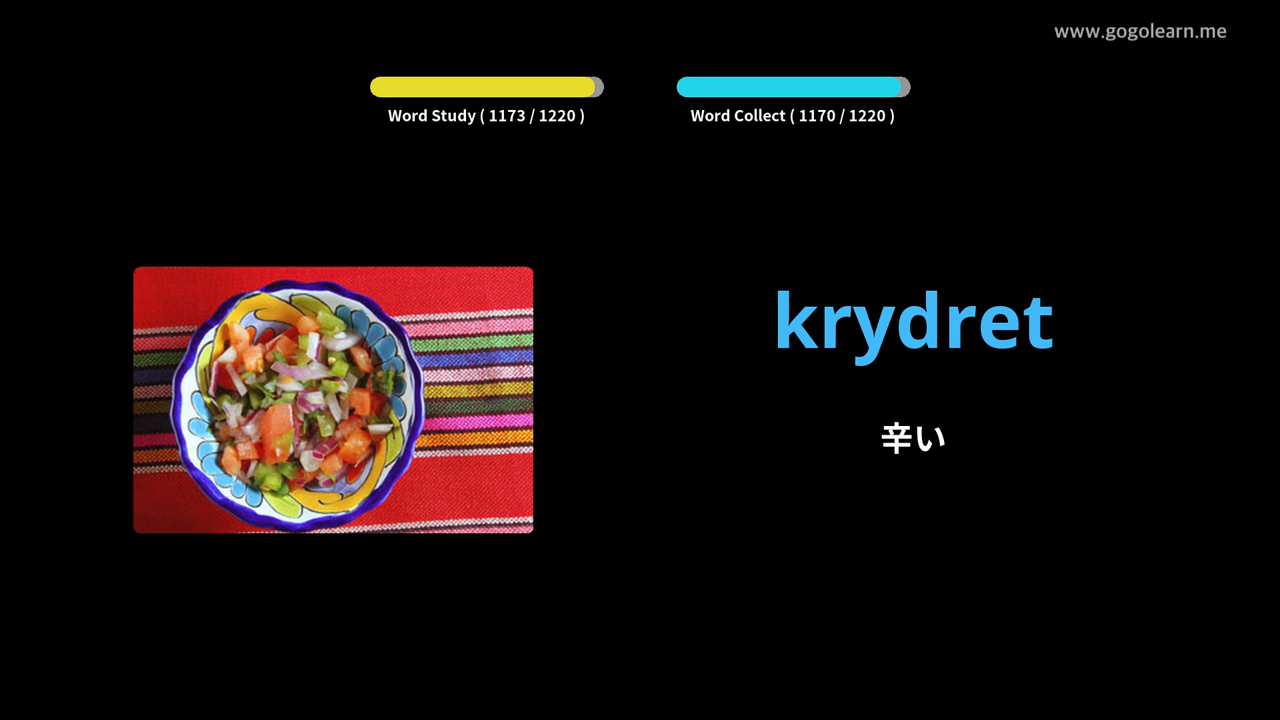 www.gogolearn.me
Word Study ( 1173 / 1220 )
Word Collect ( 1170 / 1220 )
krydret
辛い